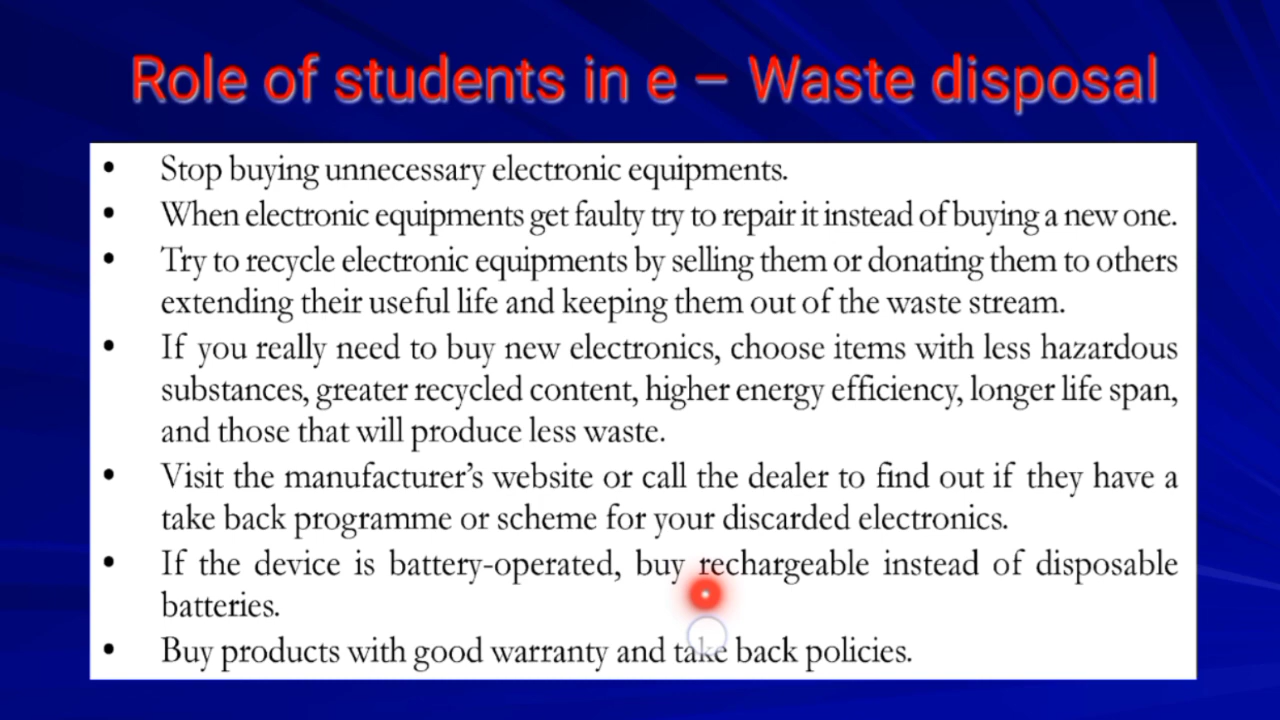 Role of students in e – Waste disposal
• Stop buying unnecessary electronic equipments.
• When electronic equipments get faulty try to repair it instead of buying a new one.
• Try to recycle electronic equipments by selling them or donating them to others
extending their useful life and keeping them out of the waste stream.
• If you really need to buy new electronics, choose items with less hazardous
substances, greater recycled content, higher energy efficiency, longer life span,
and those that will produce less waste.
• Visit the manufacturer’s website or call the dealer to find out if they have a
take back programme or scheme for your discarded electronics.
• If the device is battery-operated, buy rechargeable instead of disposable
batteries.
• Buy products with good warranty and take back policies.